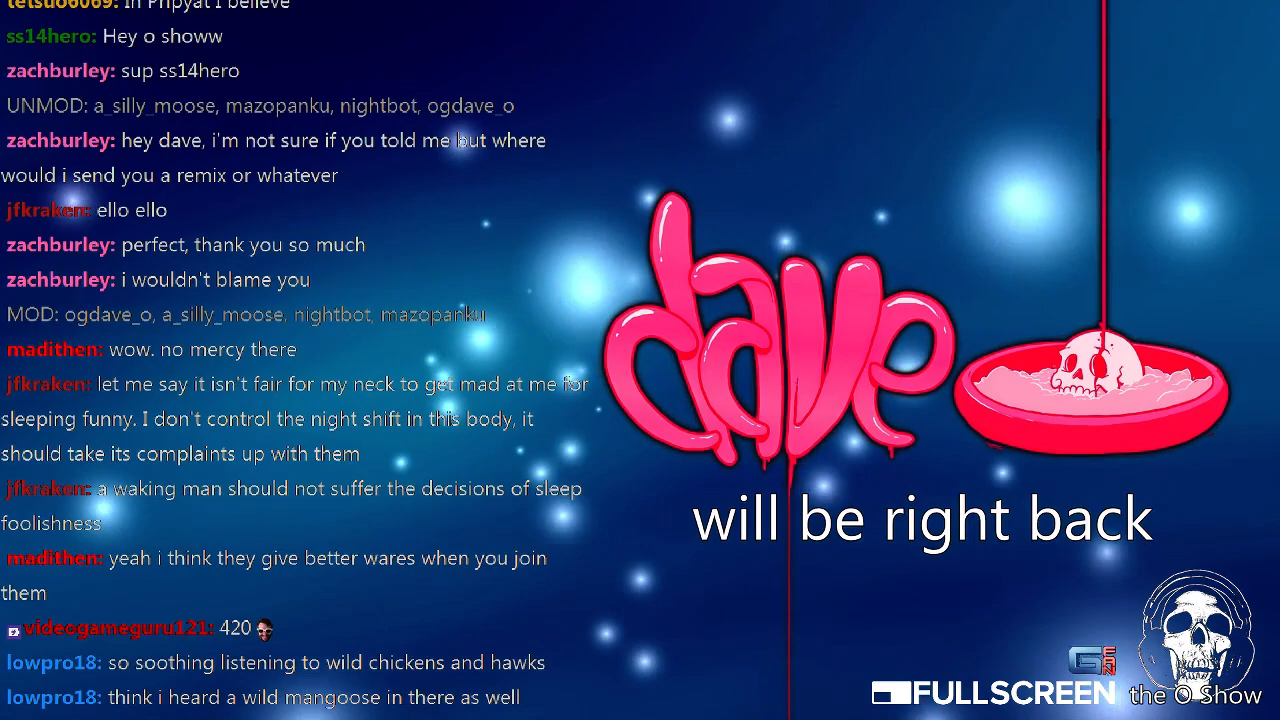 tetsuo6069: in Pripyat I believe
ss14hero: Hey o showw
zachburley: sup ss14hero
UNMOD: a_silly_moose, mazopanku, nightbot, ogdave_o
zachburley: hey dave, i'm not sure if you told me but where
would i send you a remix or whatever
jfkraken: ello ello
zachburley: perfect, thank you so much
zachburley: i wouldn't blame you
MOD: ogdave_o, a_silly_moose, nightbot, mazopanku
madithen: wow. no mercy there
jfkraken: let me say it isn't fair for my neck to get mad at me for
sleeping funny. I don't control the night shift in this body, it
should take its complaints up with them
jfkraken: a waking man should not suffer the decisions of sleep
foolishness
madithen: yeah i think they give better wares when you join
them
videogameguru121: 420
lowpro18: so soothing listening to wild chickens and hawks
lowpro18: think i heard a wild mangoose in there as well
dave
will be right back
FULLSCREEN
the O Show